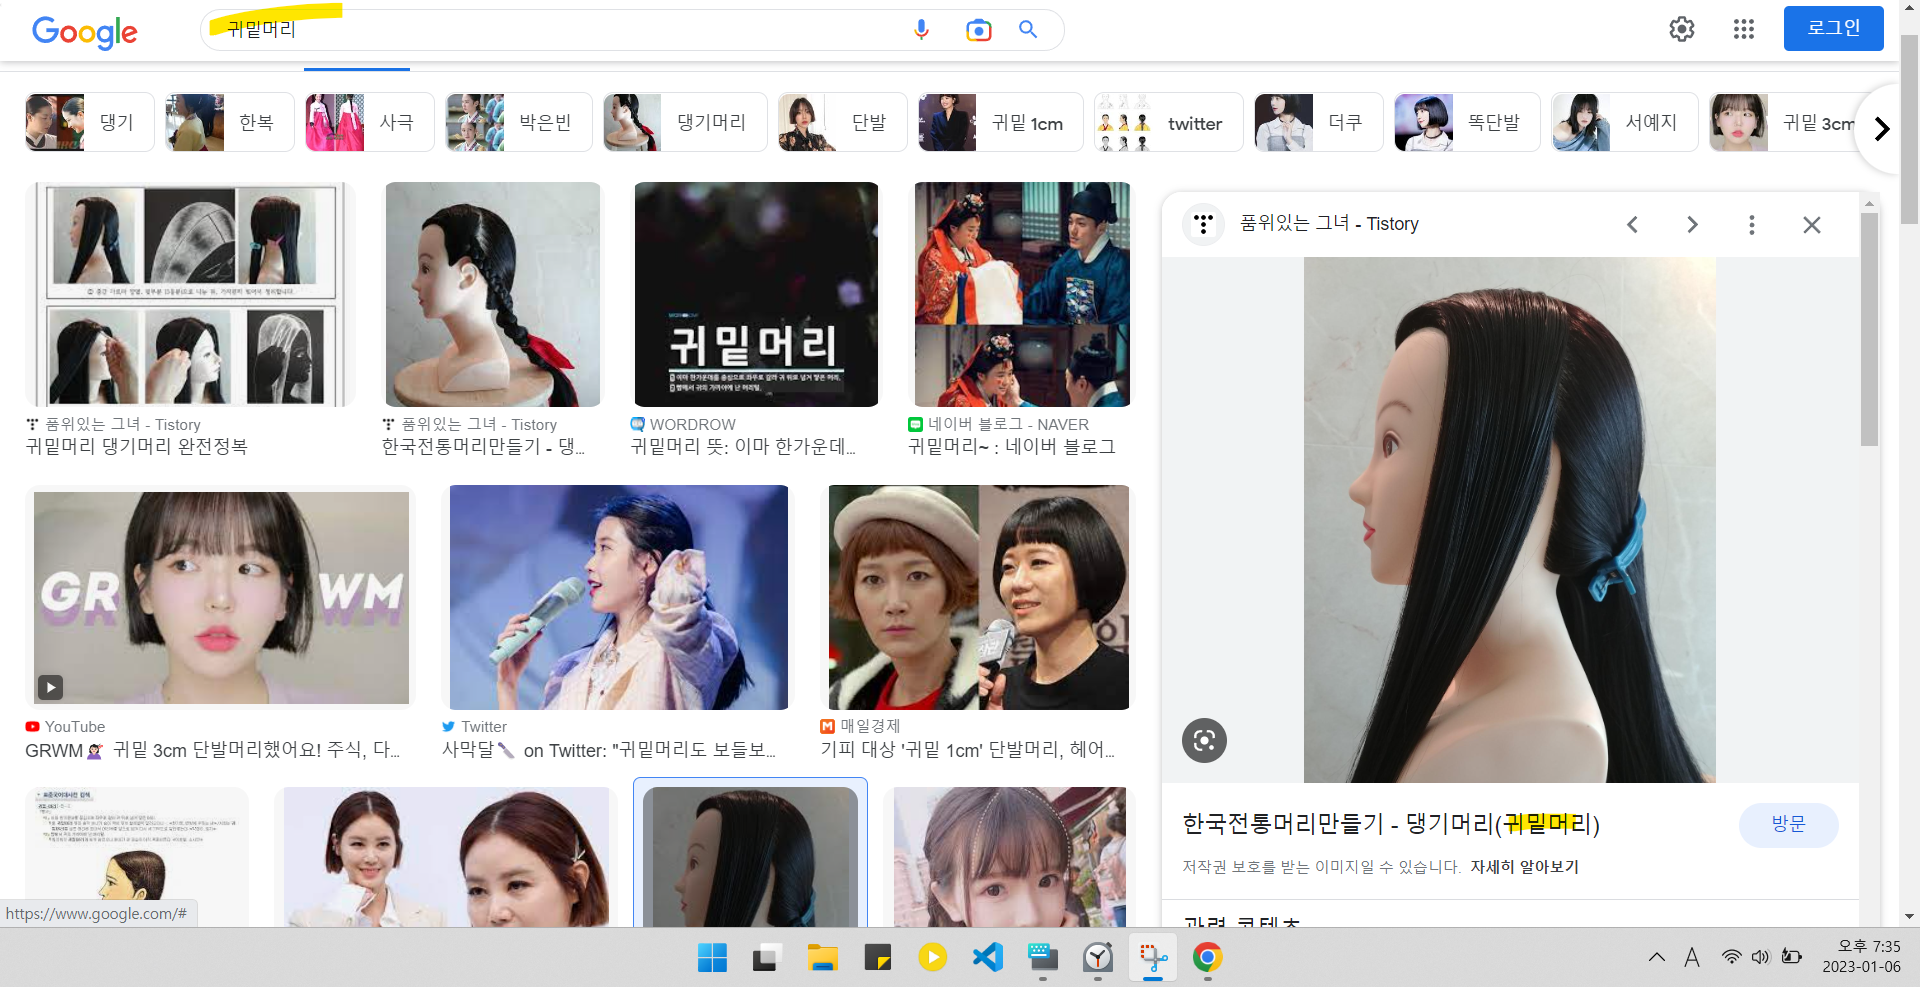 Google
귀밑머리
로그인
댕기
한복
사극
박은빈
댕기머리
단발
귀밑 1cm
twitter
더쿠
똑단발
서예지
귀밑 3cm
귀밑머리
품위있는 그녀 - Tistory
귀밑머리 댕기머리 완전정복
품위있는 그녀 - Tistory
한국전통머리만들기 - 댕...
WORDROW
귀밑머리 뜻: 이마 한가운데...
네이버 블로그 - NAVER
귀밑머리~ : 네이버 블로그
GR WM
YouTube
GRWM 귀밑 3cm 단발머리했어요! 주식, 다...
Twitter
사막달 on Twitter: "귀밑머리도 보들보...
매일경제
기피 대상 '귀밑 1cm' 단발머리, 헤어...
품위있는 그녀 - Tistory
한국전통머리만들기 - 댕기머리(귀밑머리)
방문
저작권 보호를 받는 이미지일 수 있습니다. 자세히 알아보기
관련 콘텐츠
https://www.google.com/#
A
오후 7:35
2023-01-06